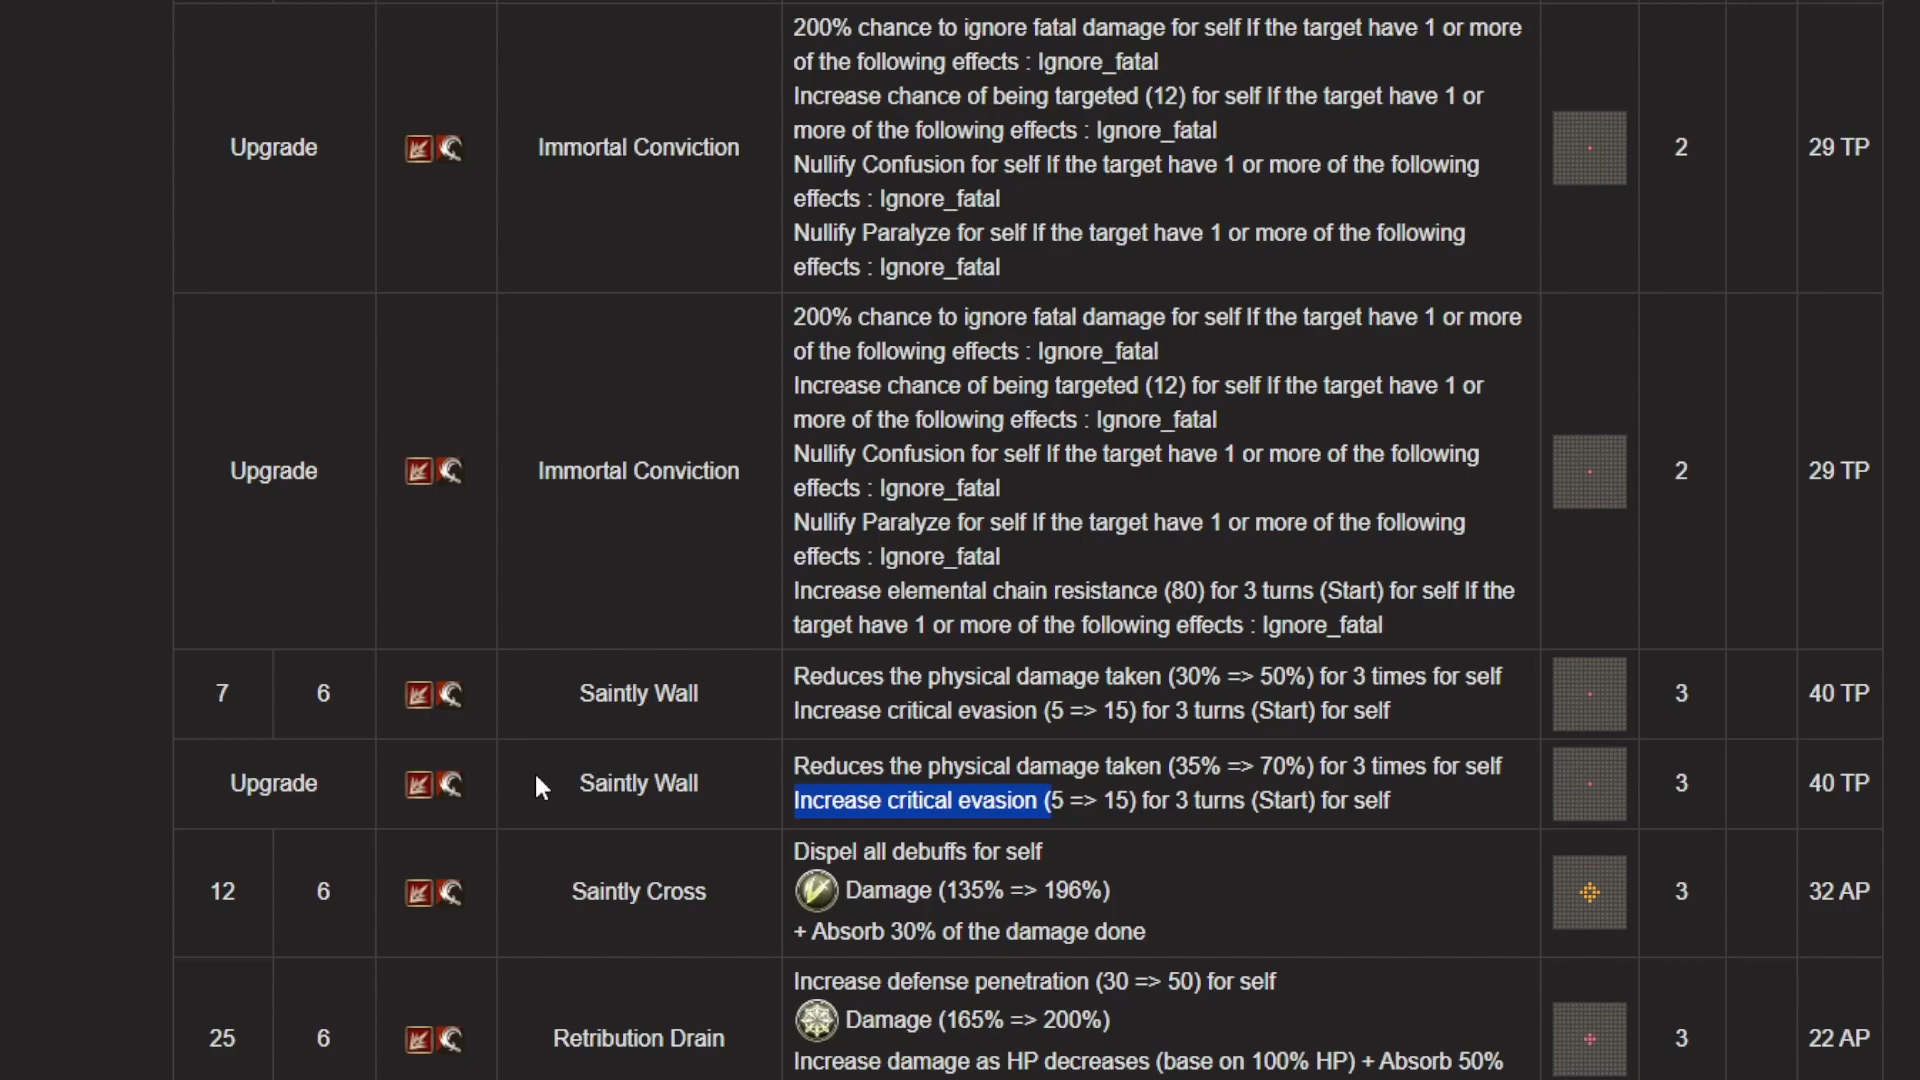 200% chance to ignore fatal damage for self If the target have 1 or more
of the following effects : Ignore_fatal
Increase chance of being targeted (12) for self If the target have 1 or
more of the following effects : Ignore_fatal
Upgrade Immortal Conviction 2 29 TP
Nullify Confusion for self If the target have 1 or more of the following
effects : Ignore_fatal
Nullify Paralyze for self If the target have 1 or more of the following
effects : Ignore_fatal
200% chance to ignore fatal damage for self If the target have 1 or more
of the following effects : Ignore_fatal
Increase chance of being targeted (12) for self If the target have 1 or
more of the following effects : Ignore_fatal
Nullify Confusion for self If the target have 1 or more of the following
Upgrade Immortal Conviction 2 29 TP
effects : Ignore_fatal
Nullify Paralyze for self If the target have 1 or more of the following
effects : Ignore_fatal
Increase elemental chain resistance (80) for 3 turns (Start) for self If the
target have 1 or more of the following effects : Ignore_fatal
Reduces the physical damage taken (30% => 50%) for 3 times for self
7 6 Saintly Wall 3 40 TP
Increase critical evasion (5 => 15) for 3 turns (Start) for self
Reduces the physical damage taken (35% => 70%) for 3 times for self
Upgrade Saintly Wall 3 40 TP
Increase critical evasion (5 => 15) for 3 turns (Start) for self
Dispel all debuffs for self
12 6 Saintly Cross Damage (135% => 196%) 3 32 AP
+ Absorb 30% of the damage done
Increase defense penetration (30 => 50) for self
Damage (165% => 200%)
25 6 Retribution Drain 3 22 AP
Increase damage as HP decreases (base on 100% HP) + Absorb 50%